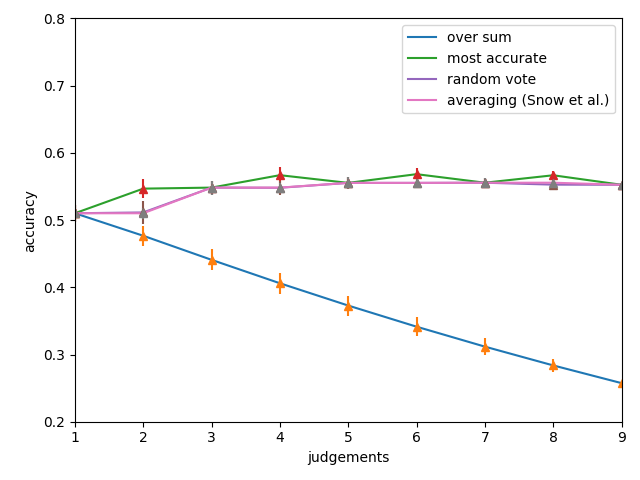 0.8
0.7
0.6
0.5
0.4
0.3
0.2
accuracy
over sum
most accurate
random vote
averaging (Snow et al.)
1 2 3 4 5 6 7 8 9
judgements